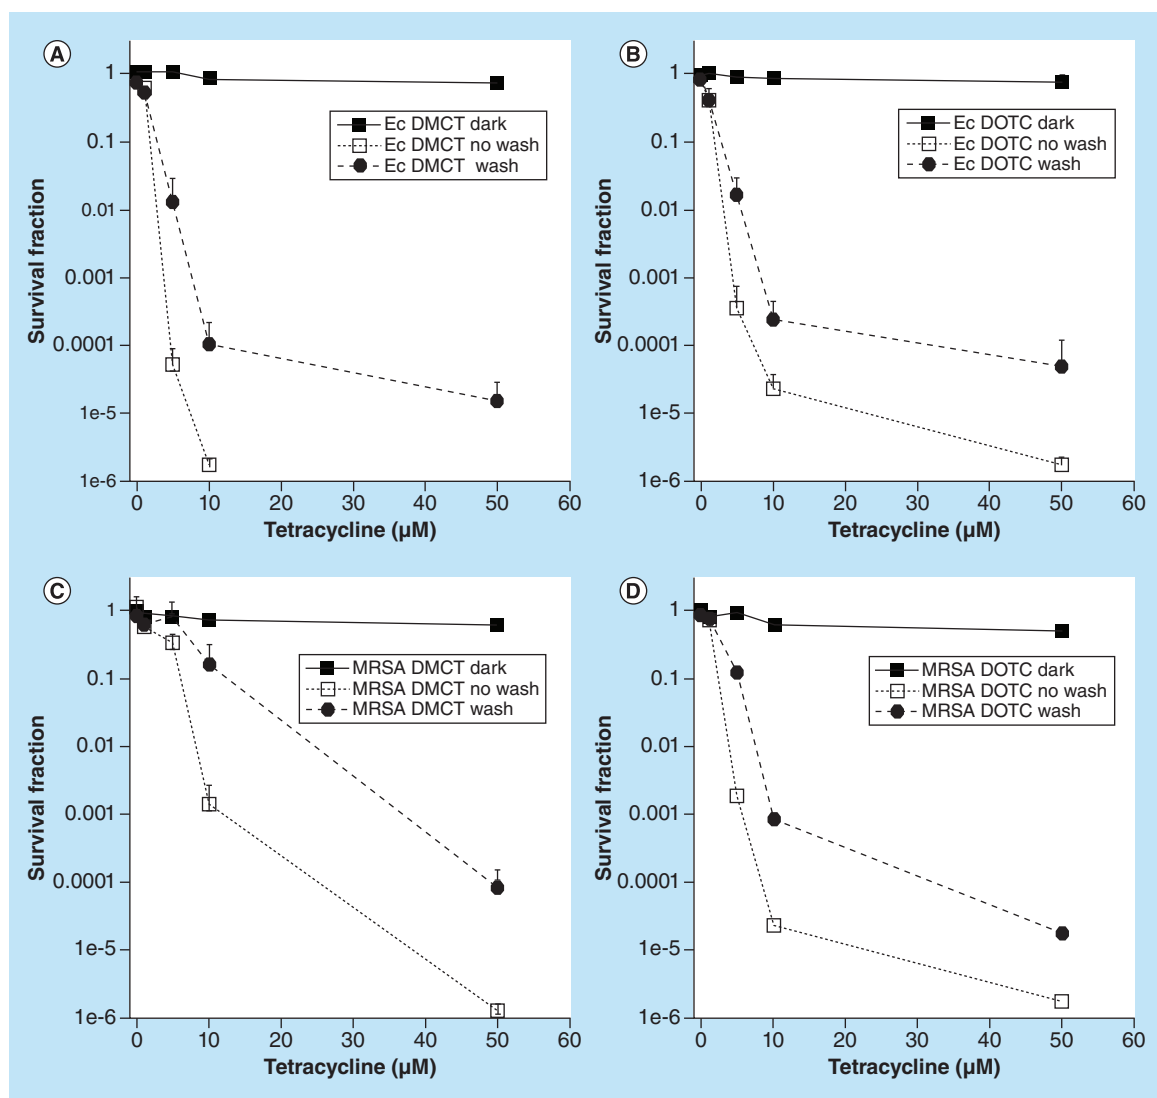 A
Survival fraction
1
0.1
0.01
0.001
0.0001
1e-5
1e-6
Ec DMCT dark
Ec DMCT no wash
Ec DMCT wash
0 10 20 30 40 50 60
Tetracycline (µM)
B
Survival fraction
1
0.1
0.01
0.001
0.0001
1e-5
1e-6
Ec DOTC dark
Ec DOTC no wash
Ec DOTC wash
0 10 20 30 40 50 60
Tetracycline (µM)
C
Survival fraction
1
0.1
0.01
0.001
0.0001
1e-5
1e-6
MRSA DMCT dark
MRSA DMCT no wash
MRSA DMCT wash
0 10 20 30 40 50 60
Tetracycline (µM)
D
Survival fraction
1
0.1
0.01
0.001
0.0001
1e-5
1e-6
MRSA DOTC dark
MRSA DOTC no wash
MRSA DOTC wash
0 10 20 30 40 50 60
Tetracycline (µM)